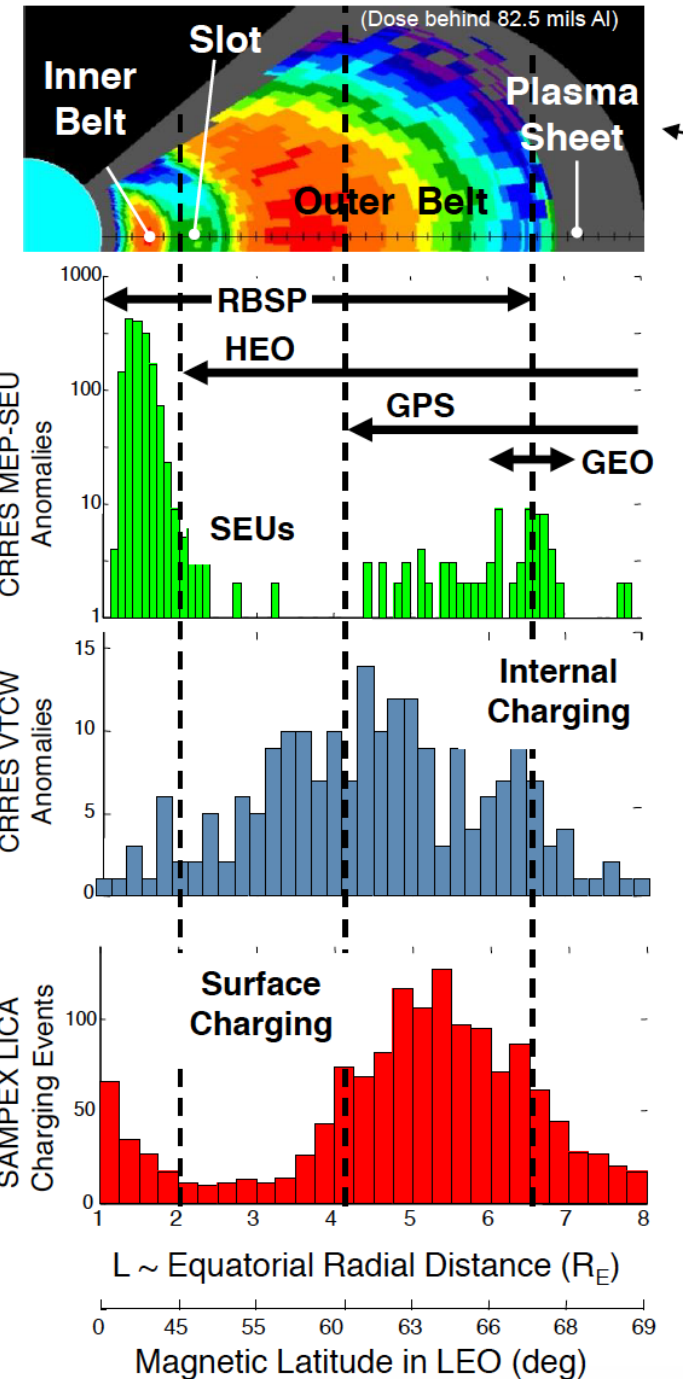 (Dose behind 82.5 mils Al)
Slot
Inner
Belt
Plasma
Sheet
Outer Belt
1000
100
10
1
CRRES MEP-SEU
Anomalies
RBSP
HEO
GPS
GEO
SEUs
15
10
5
0
CRRES VTCW
Anomalies
Internal
Charging
100
50
0
SAMPEX LICA
Charging Events
Surface
Charging
1 2 3 4 5 6 7 8
L ~ Equatorial Radial Distance (R_E)
0 45 55 60 63 66 68 69
Magnetic Latitude in LEO (deg)